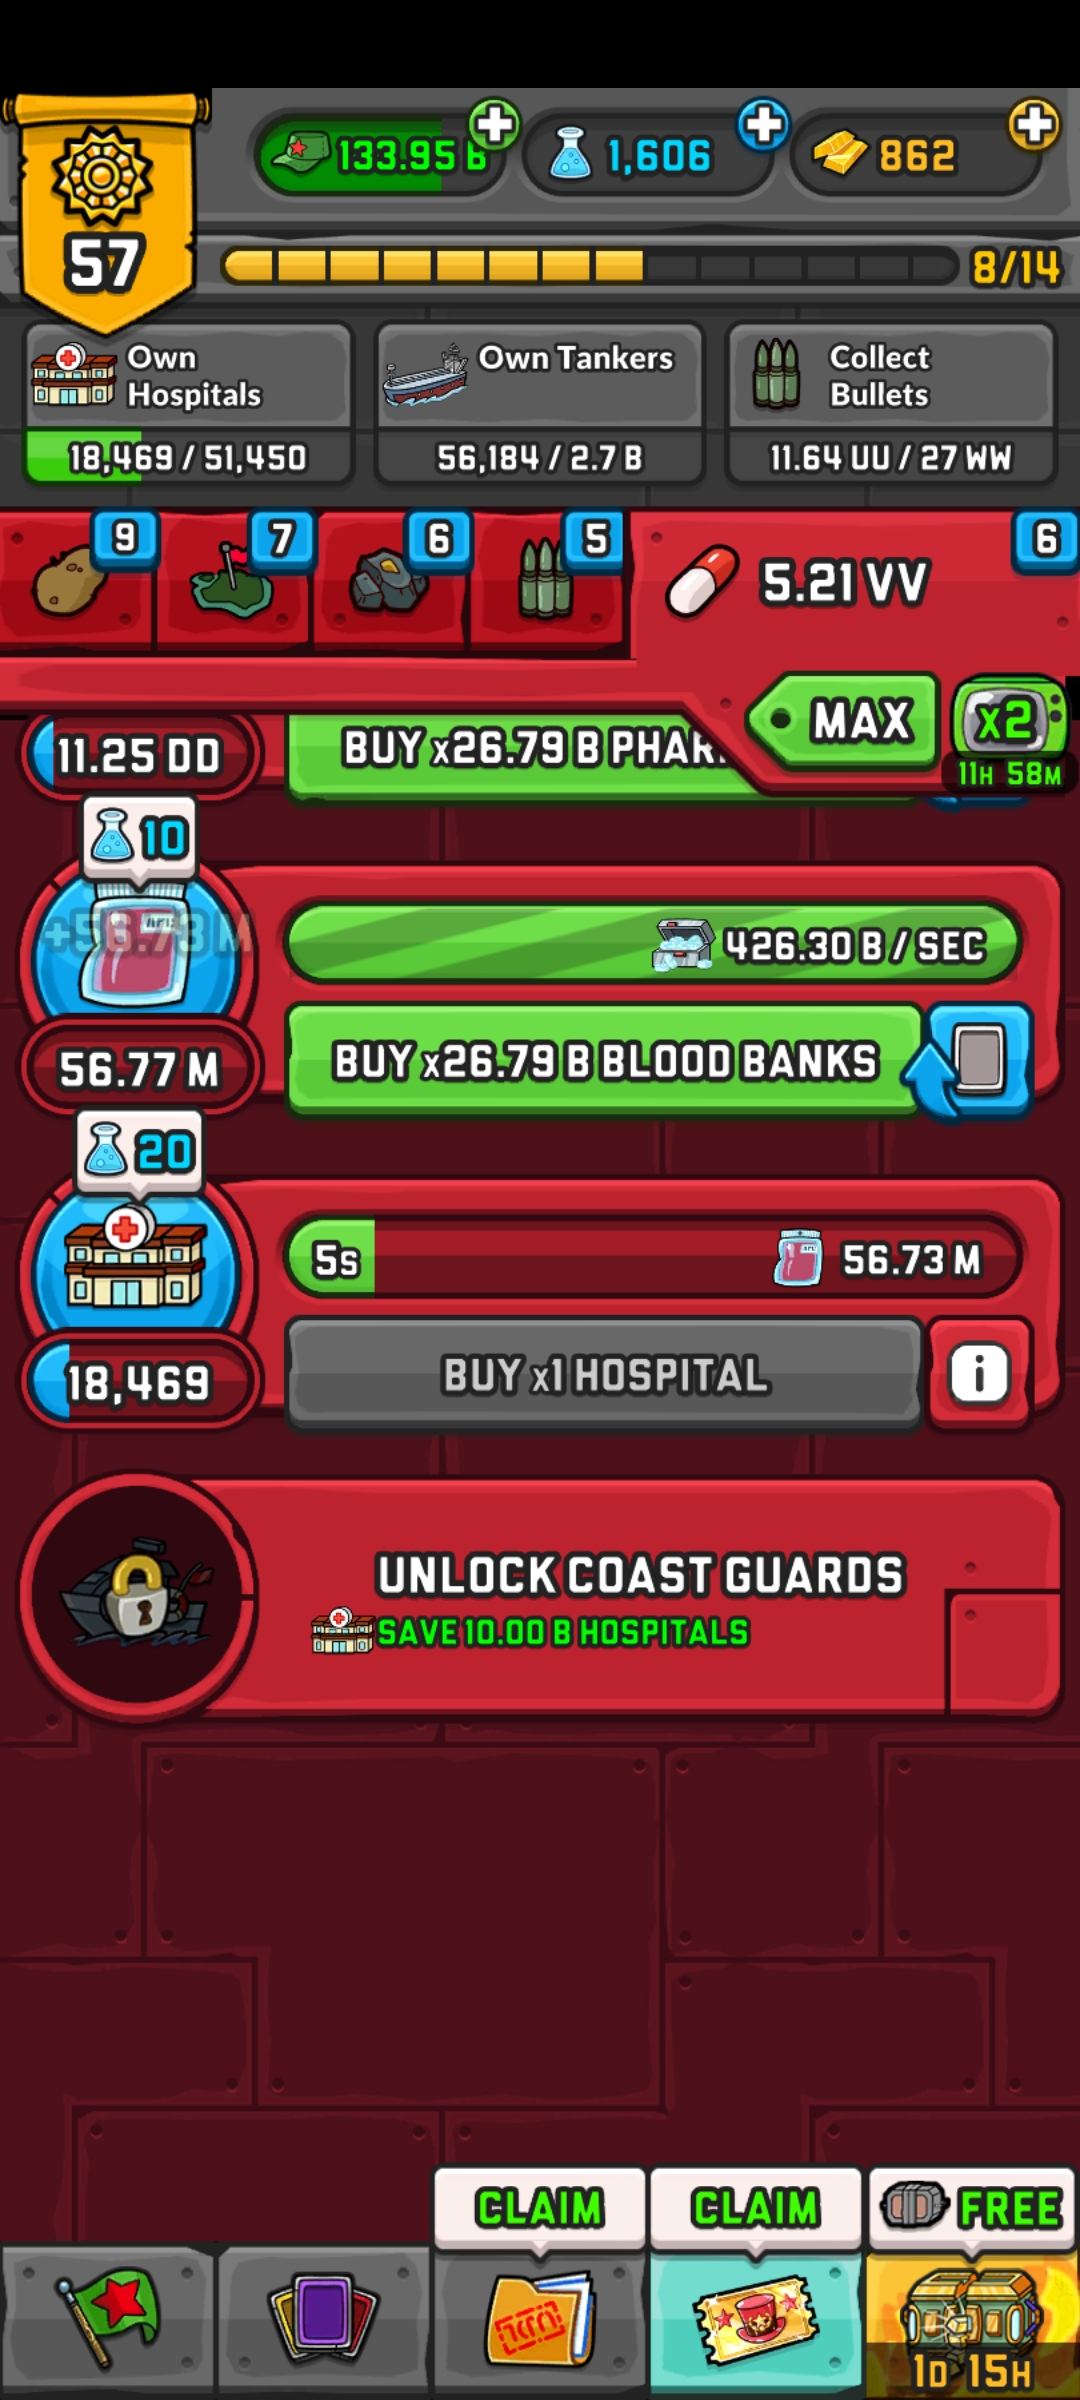 133.95 B
1,606
862
57
8/14
Own
Hospitals
18,469 / 51,450
Own Tankers
56,184 / 2.7 B
Collect
Bullets
11.64 UU / 27 WW
9
7
6
5
6
5.21 VV
MAX
x2
11H 58M
11.25 DD
BUY x26.79 B
10
+56.73 M
426.30 B / SEC
56.77 M
BUY x26.79 B BLOOD BANKS
20
5s
56.73 M
18,469
BUY x1 HOSPITAL
i
UNLOCK COAST GUARDS
SAVE 10.00 B HOSPITALS
CLAIM
CLAIM
FREE
1D 15H